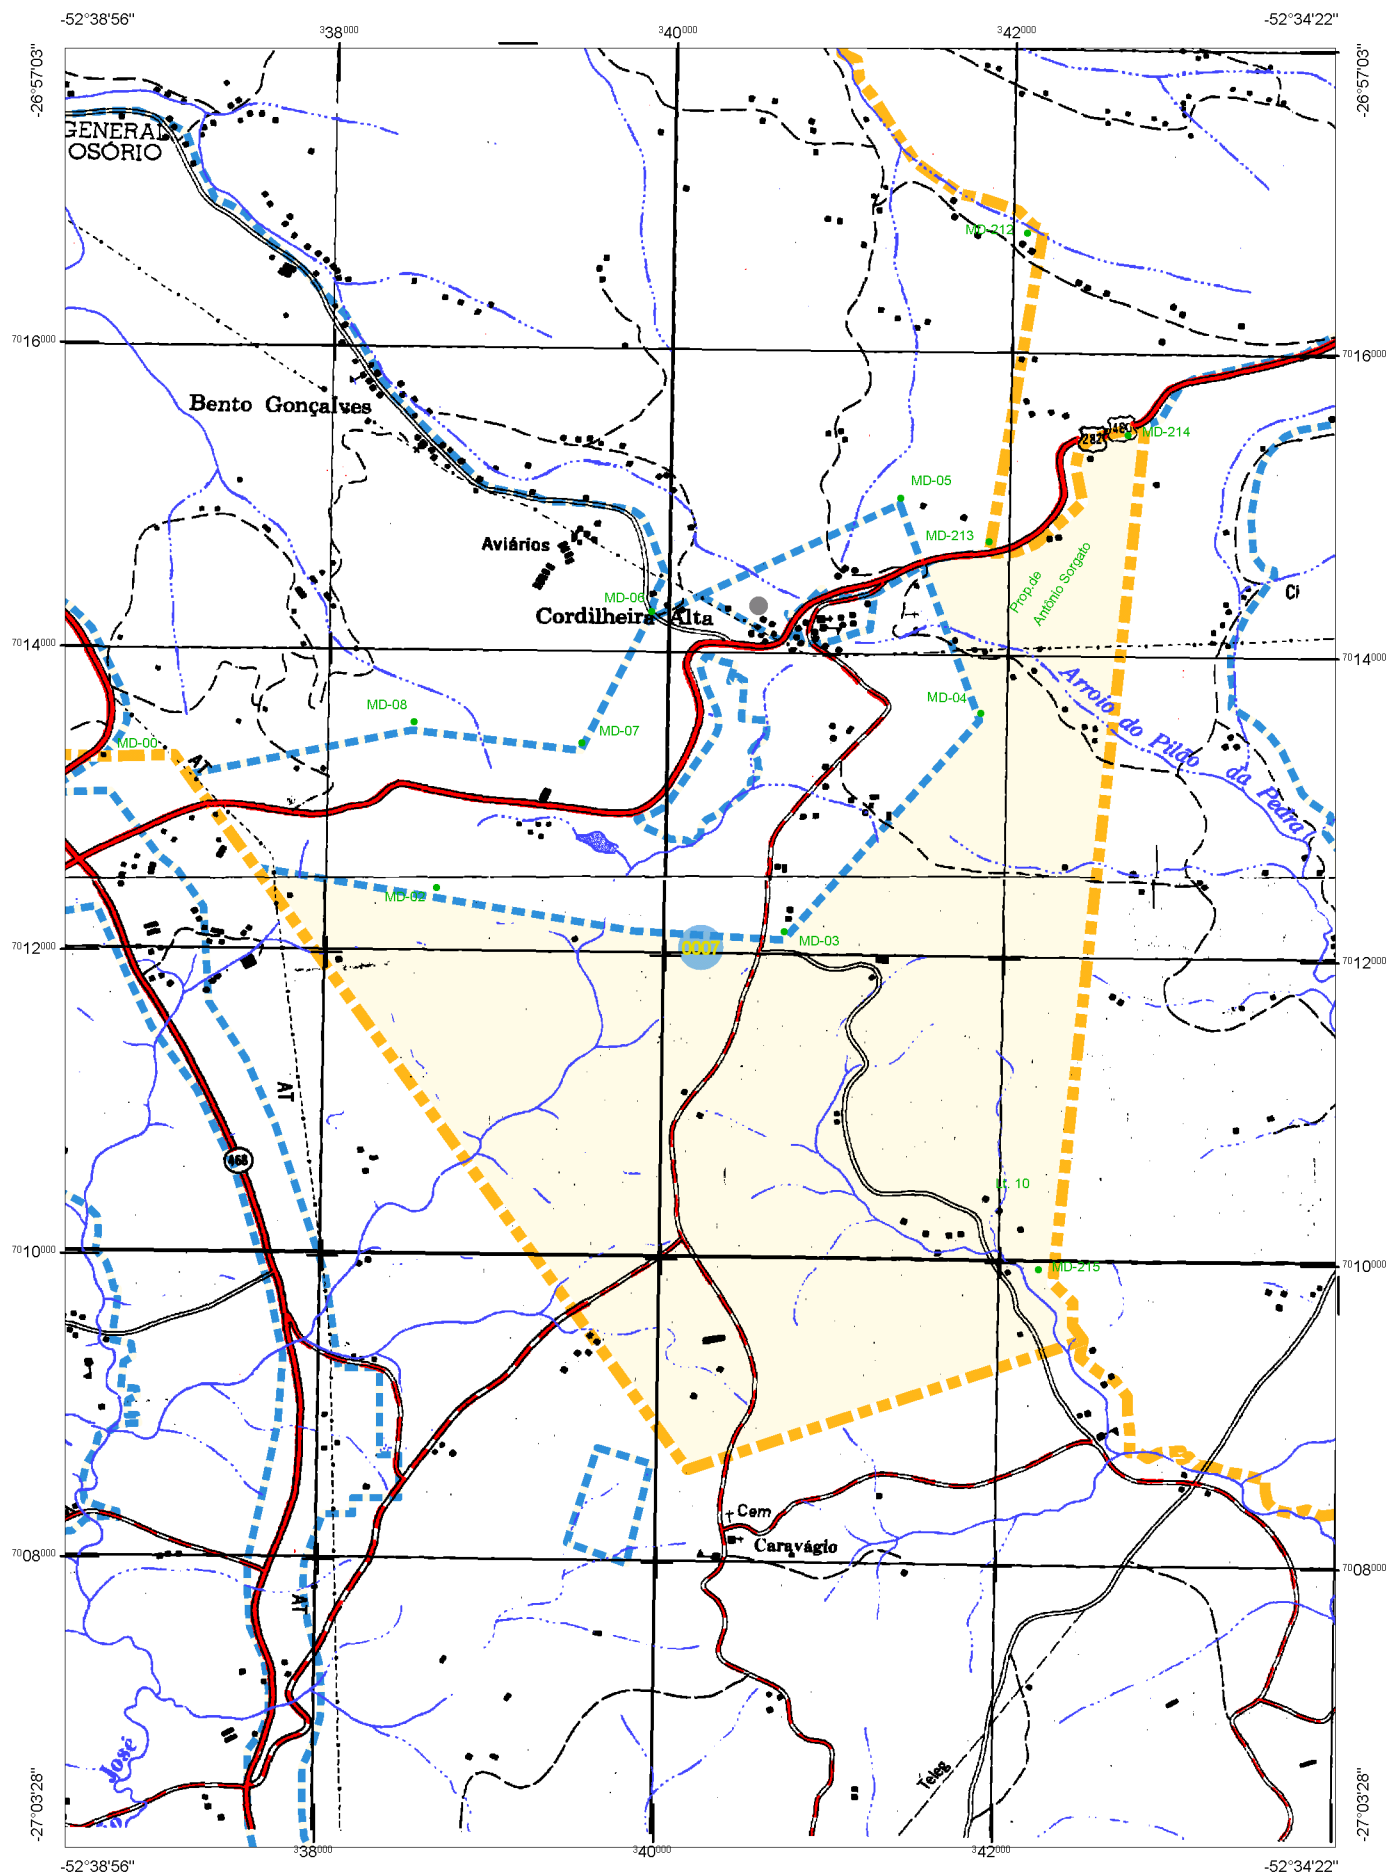 -52°38'56"
-52°34'22"
338000
340000
342000
-26°57'03"
-26°57'03"
GENERAL
OSÓRIO
MD-212
7016000
7016000
Bento Gonçalves
282
480
MD-214
MD-05
MD-213
Aviários
Prop.de
Antônio Sorgato
MD-06
Cordilheira Alta
CI
7014000
7014000
MD-08
MD-04
Arroio do Pilão da Pedra
MD-07
MD-00
AT
MD-02
MD-03
0007
7012000
7012000
AT
468
Lt. 10
7010000
7010000
MD-215
Cem
Caravágio
7008000
7008000
AT
José
Teleg
-27°03'28"
-27°03'28"
338000
340000
342000
-52°38'56"
-52°34'22"